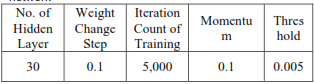 No. of Hidden Layer | Weight Change Step | Iteration Count of Training | Momentu m | Thres hold
30 | 0.1 | 5,000 | 0.1 | 0.005